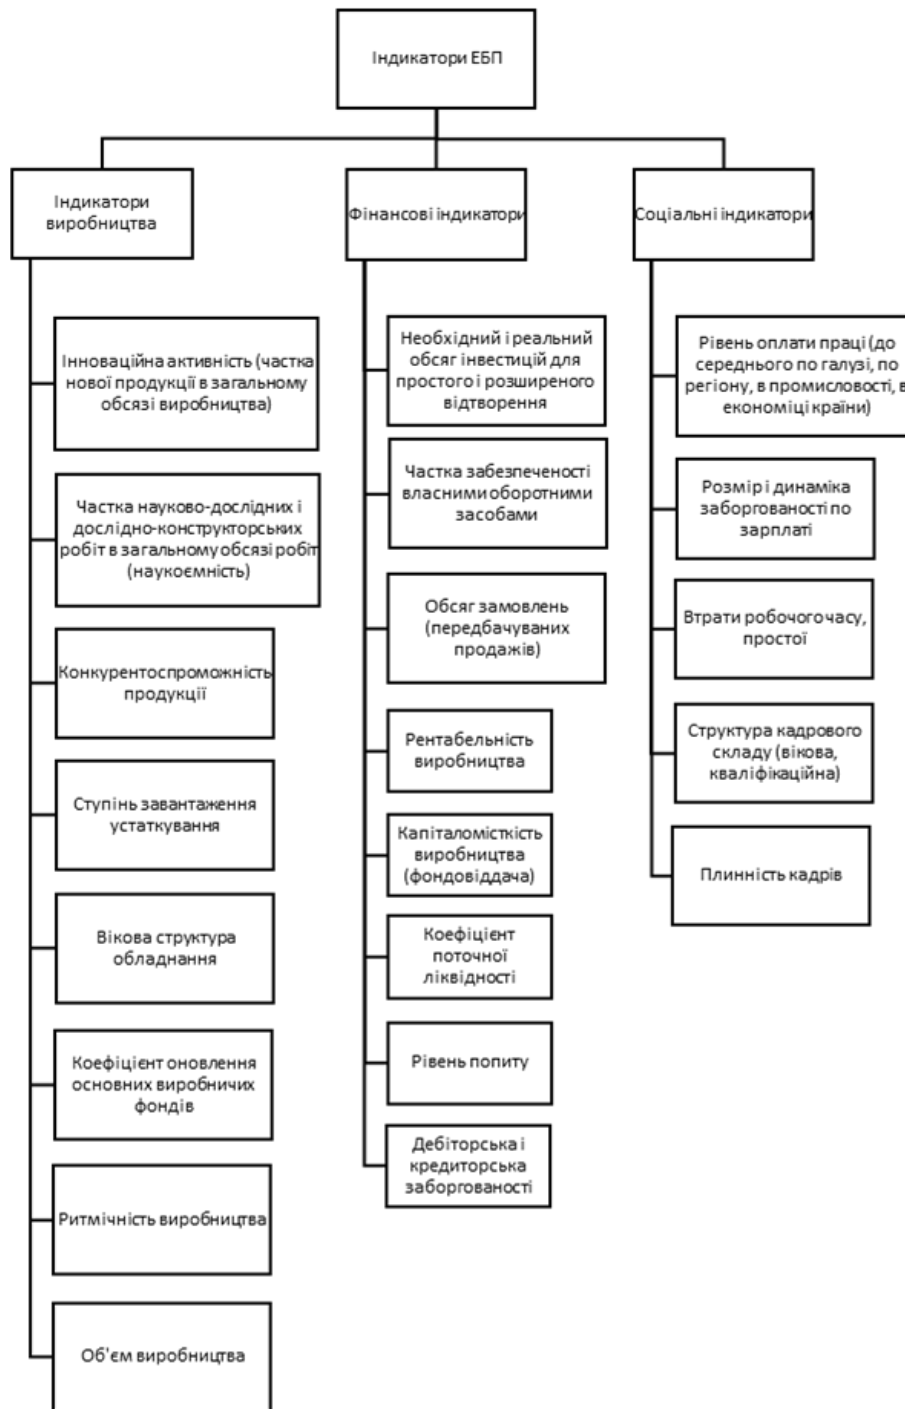 Індикатори ЕБП
Індикатори
виробництва
Інноваційна активність (частка
нової продукції в загальному
обсязі виробництва)
Частка науково-дослідних і
дослідно-конструкторських
робіт в загальному обсязі робіт
(наукоємність)
Конкурентоспроможність
продукції
Ступінь завантаження
устаткування
Вікова структура
обладнання
Коефіцієнт оновлення
основних виробничих
фондів
Ритмічність виробництва
Об'єм виробництва
Фінансові індикатори
Необхідний і реальний
обсяг інвестицій для
простого і розширеного
відтворення
Частка забезпеченості
власними оборотними
засобами
Обсяг замовлень
(передбачуваних
продажів)
Рентабельність
виробництва
Капіталомісткість
виробництва
(фондовіддача)
Коефіцієнт
поточної
ліквідності
Рівень попиту
Дебіторська і
кредиторська
заборгованості
Соціальні індикатори
Рівень оплати праці (до
середнього по галузі, по
регіону, в промисловості, в
економіці країни)
Розмір і динаміка
заборгованості по
зарплаті
Втрати робочого часу,
простої
Структура кадрового
складу (вікова,
кваліфікаційна)
Плинність кадрів